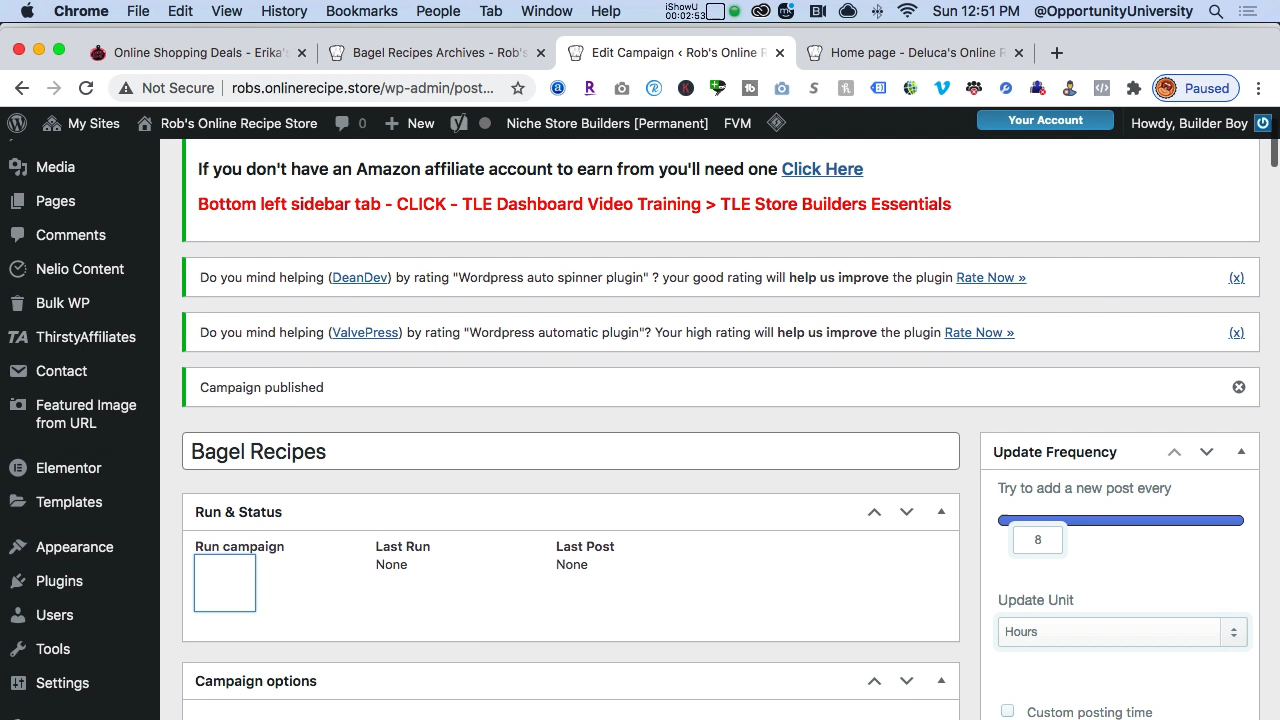 Chrome File Edit View History Bookmarks People Tab Window Help iShowU 00:02:53 Sun 12:51 PM @OpportunityUniversity
Online Shopping Deals - Erika's
Bagel Recipes Archives - Rob's
Edit Campaign ‹ Rob's Online R
Home page - Deluca's Online R
Not Secure robs.onlinerecipe.store/wp-admin/post... Paused
My Sites Rob's Online Recipe Store 0 New Niche Store Builders [Permanent] FVM Your Account Howdy, Builder Boy
Media
Pages
Comments
Nelio Content
Bulk WP
TA ThirstyAffiliates
Contact
Featured Image
from URL
Elementor
Templates
Appearance
Plugins
Users
Tools
Settings
If you don't have an Amazon affiliate account to earn from you'll need one Click Here
Bottom left sidebar tab - CLICK - TLE Dashboard Video Training > TLE Store Builders Essentials
Do you mind helping (DeanDev) by rating "Wordpress auto spinner plugin" ? your good rating will help us improve the plugin Rate Now » (x)
Do you mind helping (ValvePress) by rating "Wordpress automatic plugin"? Your high rating will help us improve the plugin Rate Now » (x)
Campaign published
Bagel Recipes
Run & Status
Run campaign Last Run Last Post
None None
Campaign options
Update Frequency
Try to add a new post every
8
Update Unit
Hours
Custom posting time